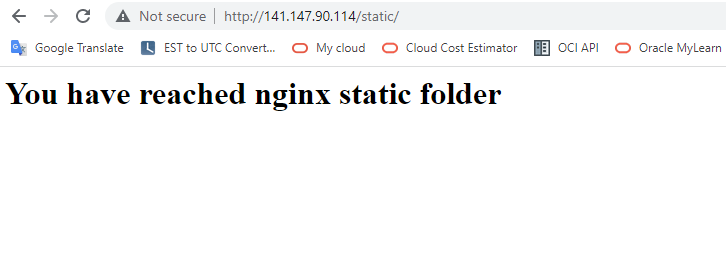 Not secure http://141.147.90.114/static/
Google Translate EST to UTC Convert... My cloud Cloud Cost Estimator OCI API Oracle MyLearn
You have reached nginx static folder